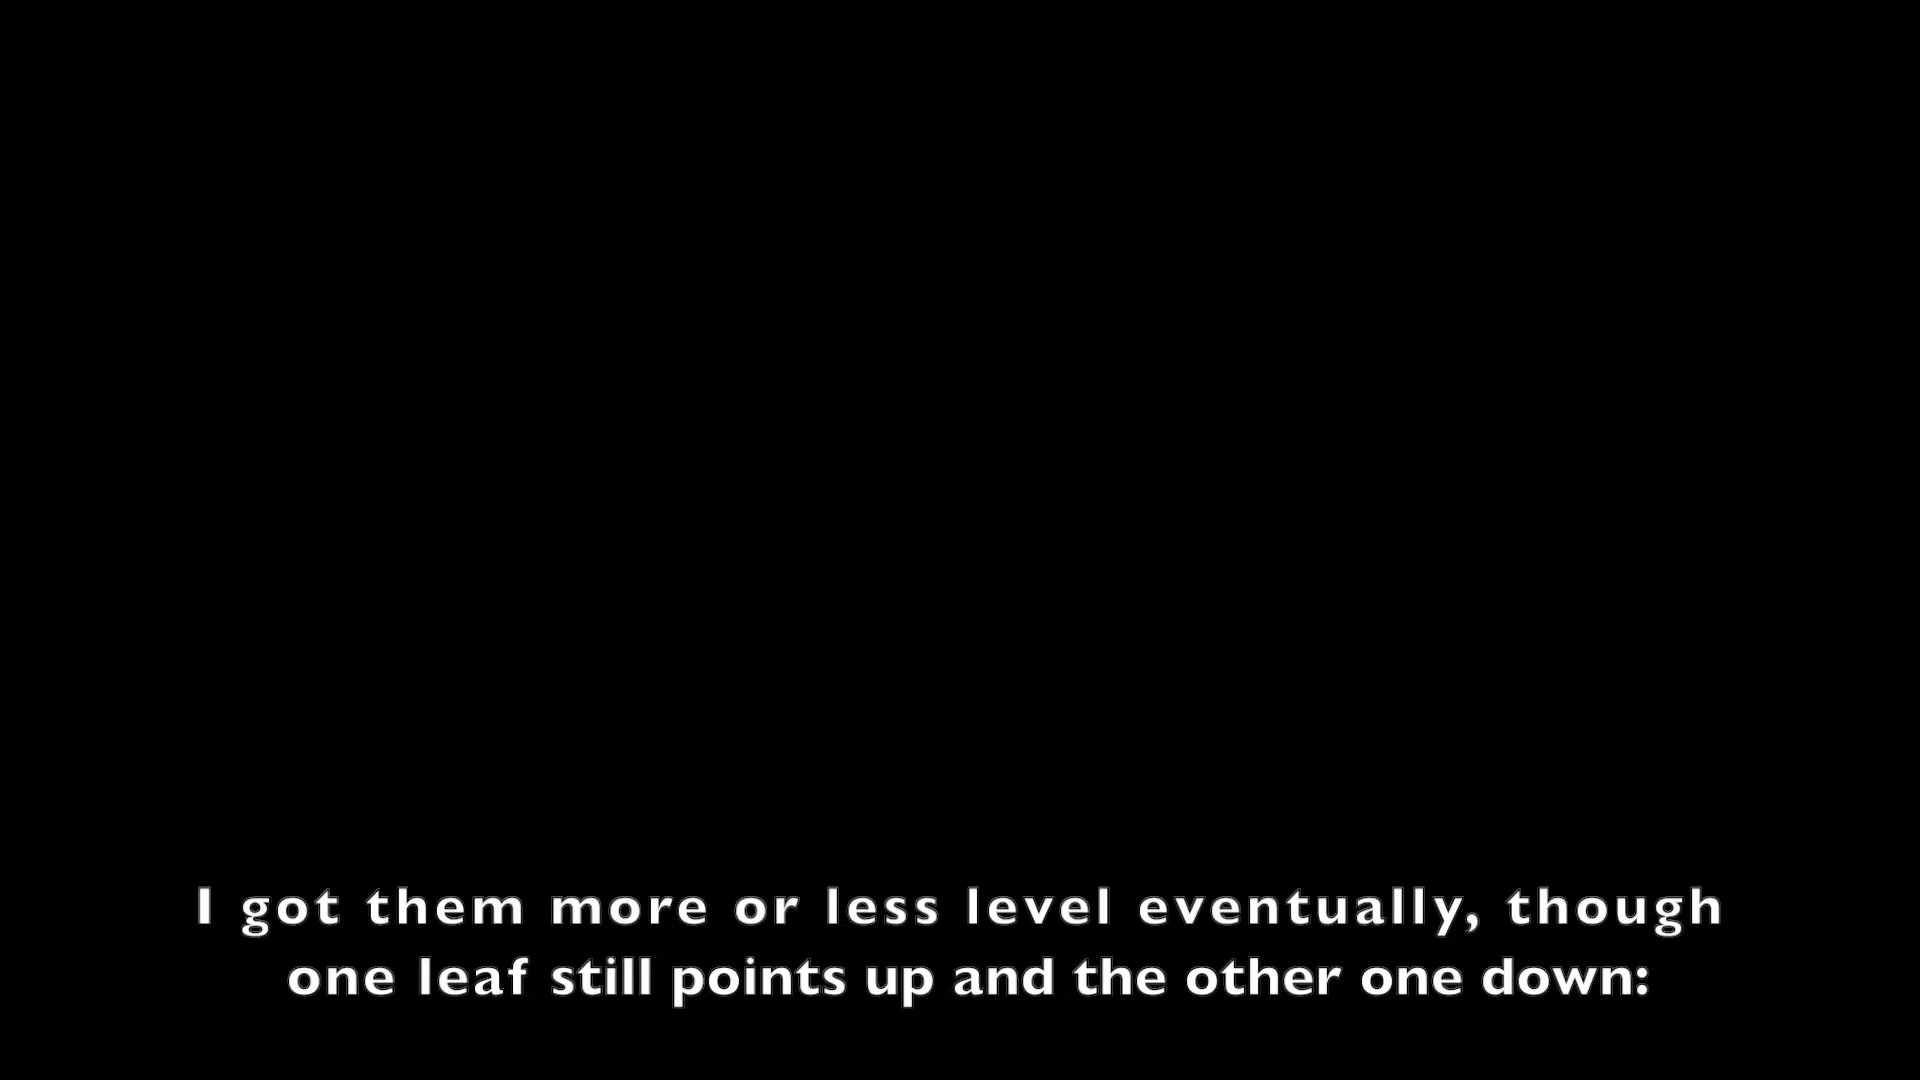 I got them more or less level eventually, though
one leaf still points up and the other one down: